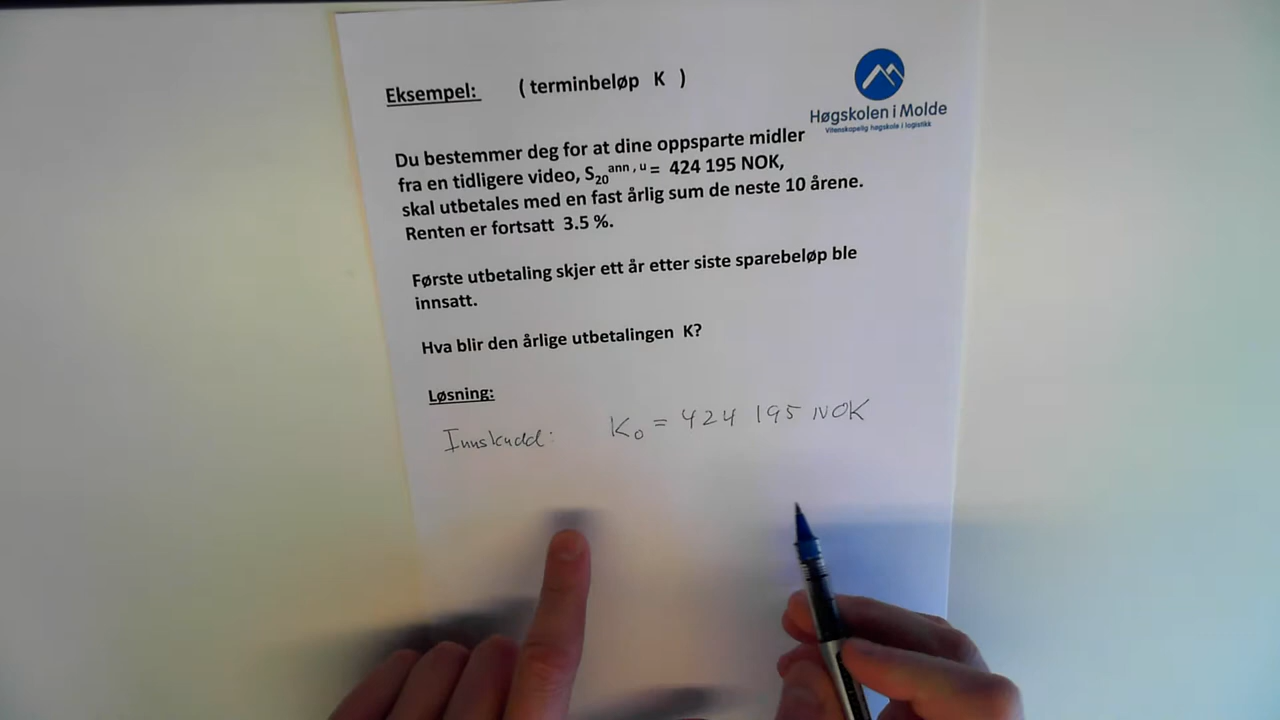 Eksempel: ( terminbeløp K )
Høgskolen i Molde
Vitenskapelig høgskole i logistikk
Du bestemmer deg for at dine oppsparte midler
fra en tidligere video, S₂₀ᵃⁿⁿ ᐟ ᵘ = 424 195 NOK,
skal utbetales med en fast årlig sum de neste 10 årene.
Renten er fortsatt 3.5 %.
Første utbetaling skjer ett år etter siste sparebeløp ble
innsatt.
Hva blir den årlige utbetalingen K?
Løsning:
Innskudd: K₀ = 424 195 NOK